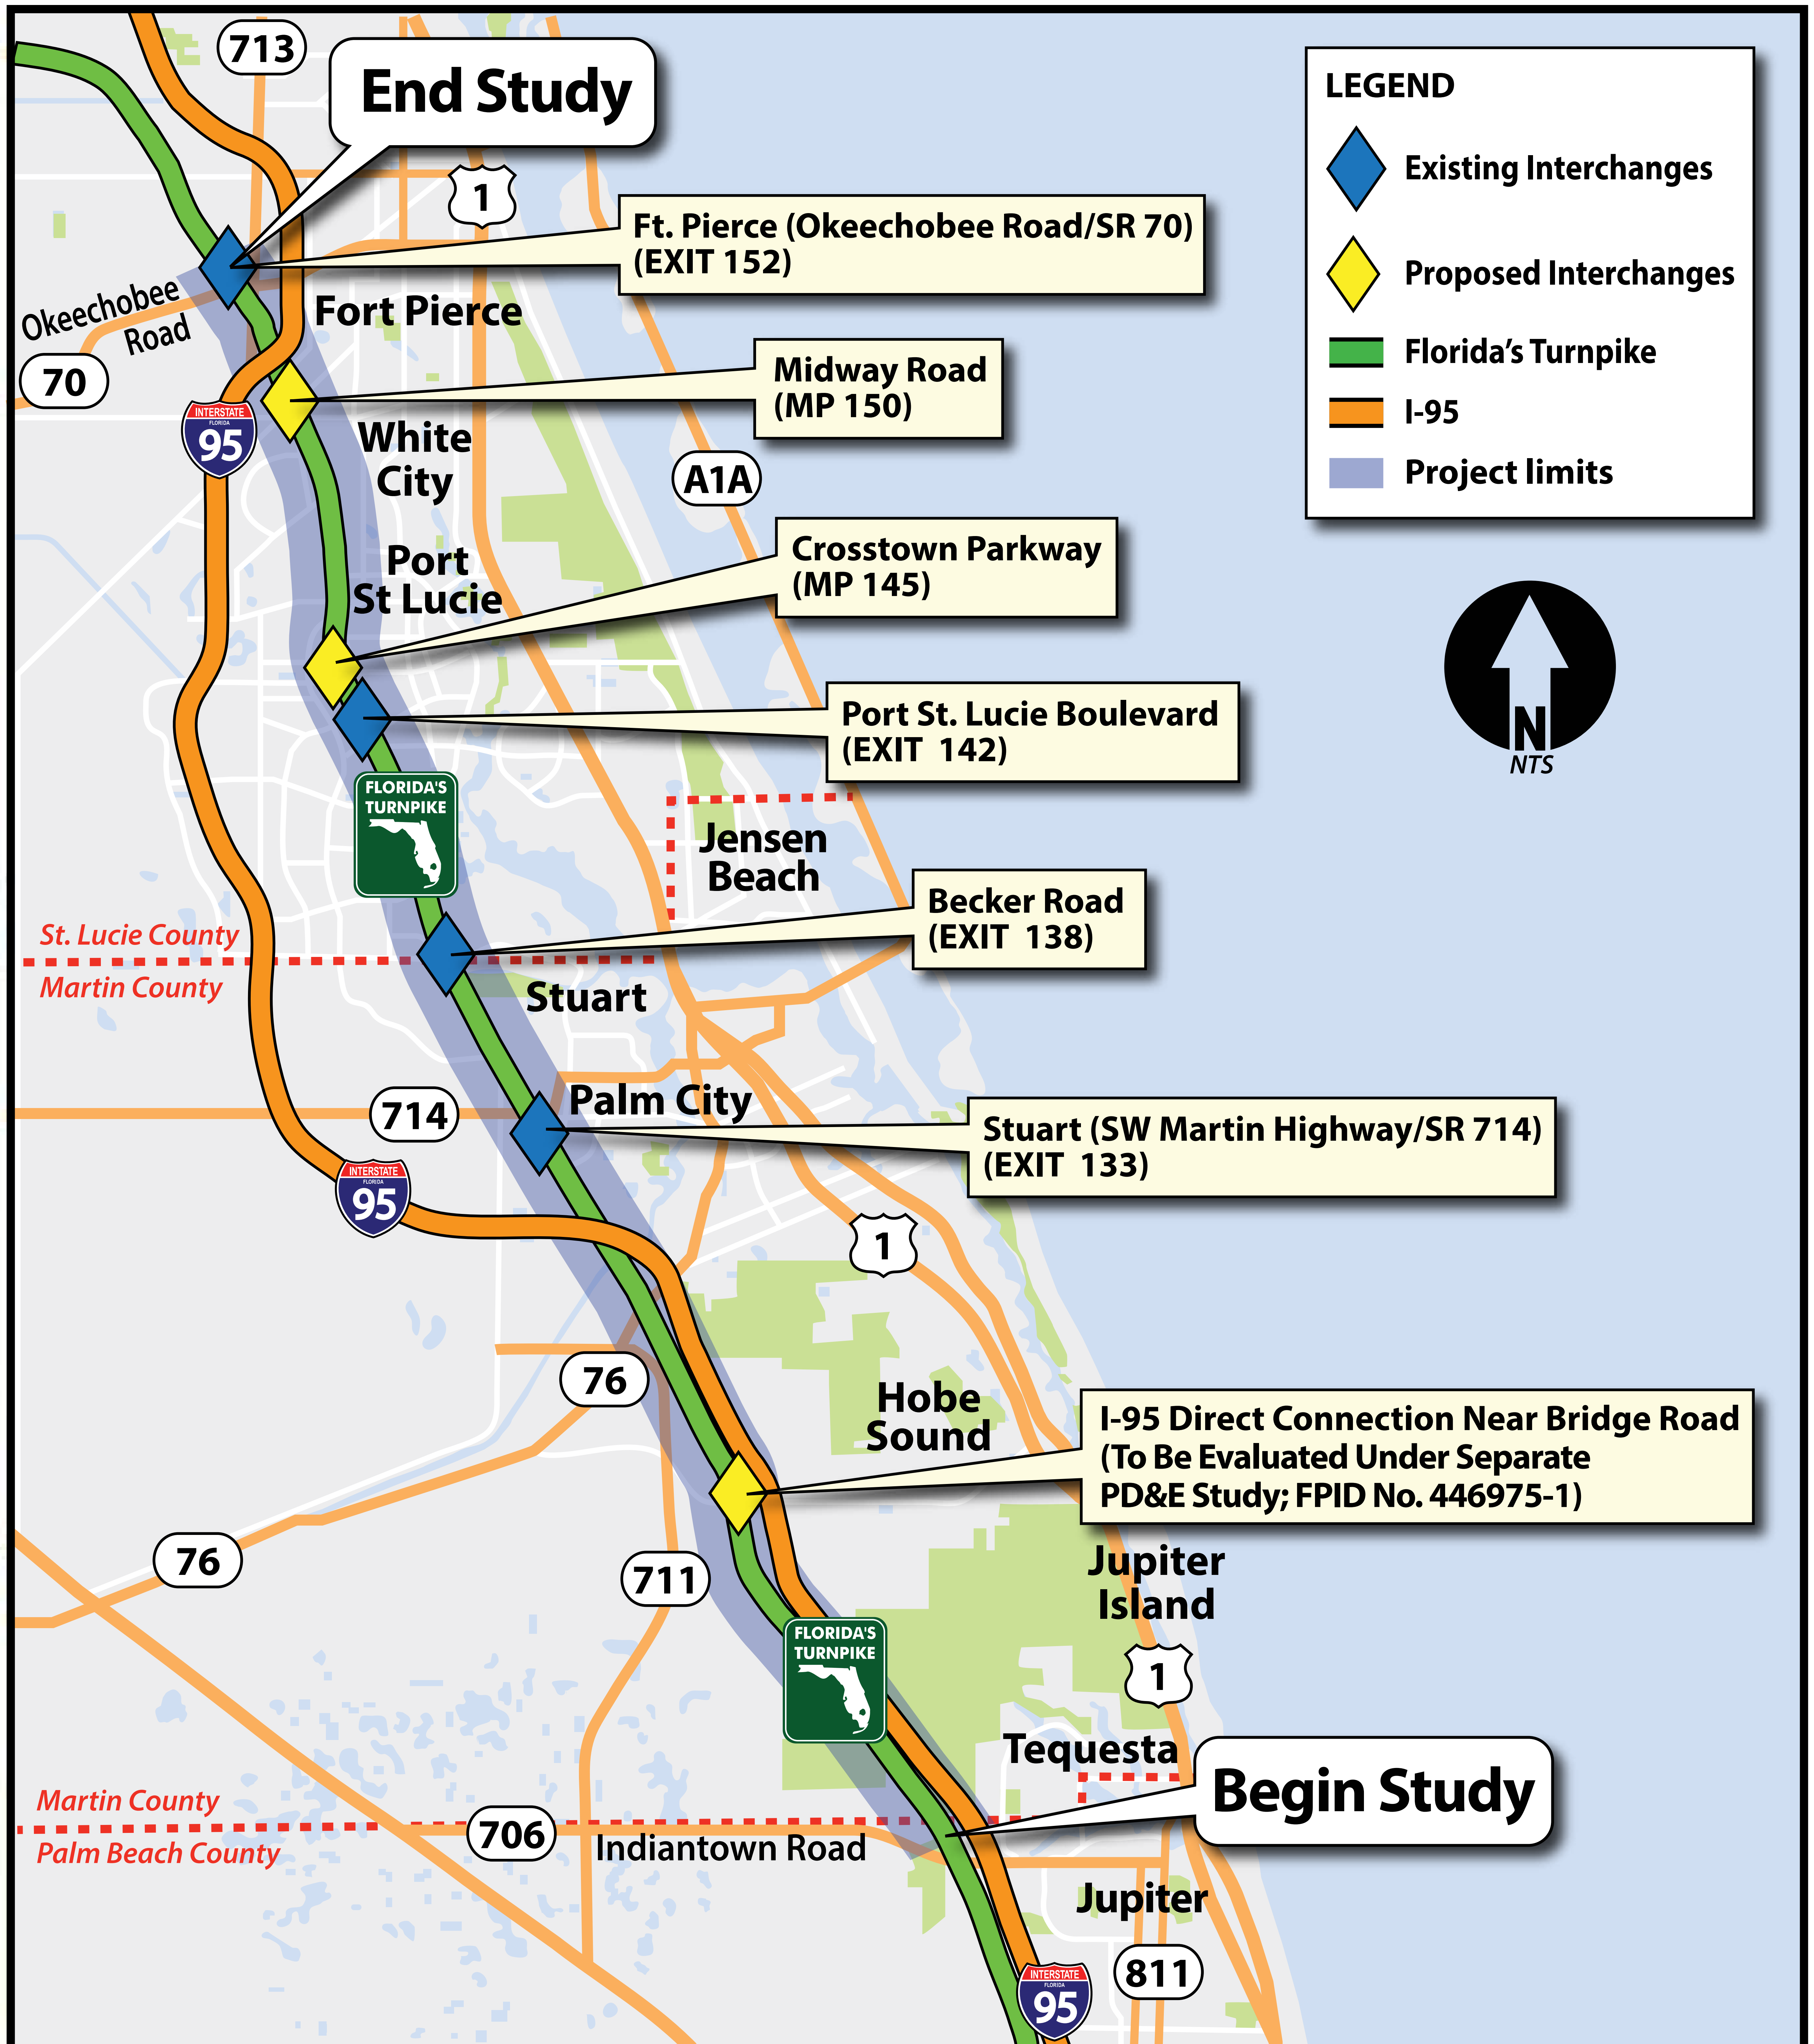 713
End Study
LEGEND
Existing Interchanges
Proposed Interchanges
Florida's Turnpike
I-95
Project limits
1
Ft. Pierce (Okeechobee Road/SR 70)
(EXIT 152)
Okeechobee
Road
Fort Pierce
70
Midway Road
(MP 150)
INTERSTATE
FLORIDA
95
White
City
A1A
Port
St Lucie
Crosstown Parkway
(MP 145)
N
NTS
Port St. Lucie Boulevard
(EXIT 142)
FLORIDA'S
TURNPIKE
Jensen
Beach
Becker Road
(EXIT 138)
St. Lucie County
Martin County
Stuart
714
Palm City
Stuart (SW Martin Highway/SR 714)
(EXIT 133)
INTERSTATE
FLORIDA
95
1
76
Hobe
Sound
I-95 Direct Connection Near Bridge Road
(To Be Evaluated Under Separate
PD&E Study; FPID No. 446975-1)
76
711
Jupiter
Island
FLORIDA'S
TURNPIKE
1
Tequesta
Begin Study
Martin County
Palm Beach County
706
Indiantown Road
Jupiter
811
INTERSTATE
FLORIDA
95